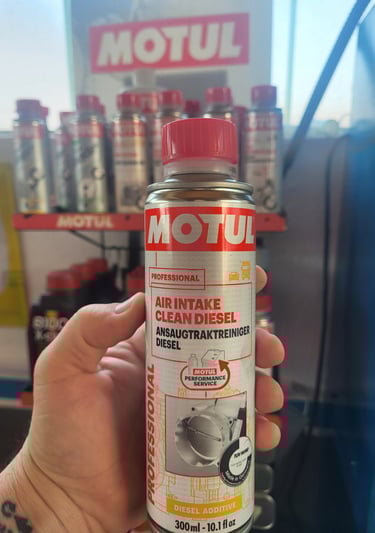 MOTUL
MOTUL
MOTUL
PROFESSIONAL
AIR INTAKE
CLEAN DIESEL
ANSAUGTRAKTREINIGER
DIESEL
MOTUL
PERFORMANCE
SERVICE
PROFESSIONAL
DIESEL ADDITIVE
300ml - 10.1 fl oz